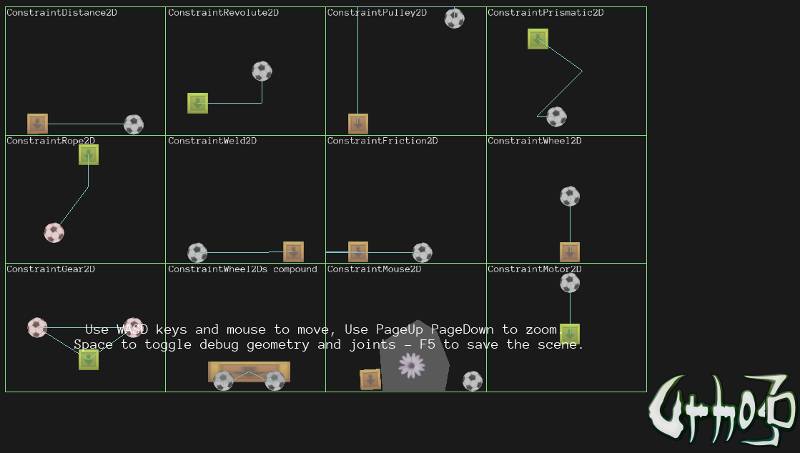 ConstraintDistance2D
ConstraintRevolute2D
ConstraintPulley2D
ConstraintPrismatic2D
ConstraintRope2D
ConstraintWeld2D
ConstraintFriction2D
ConstraintWheel2D
ConstraintGear2D
ConstraintWheel2Ds compound
ConstraintMouse2D
ConstraintMotor2D
Use WASD keys and mouse to move, Use PageUp PageDown to zoom.
Space to toggle debug geometry and joints - F5 to save the scene.